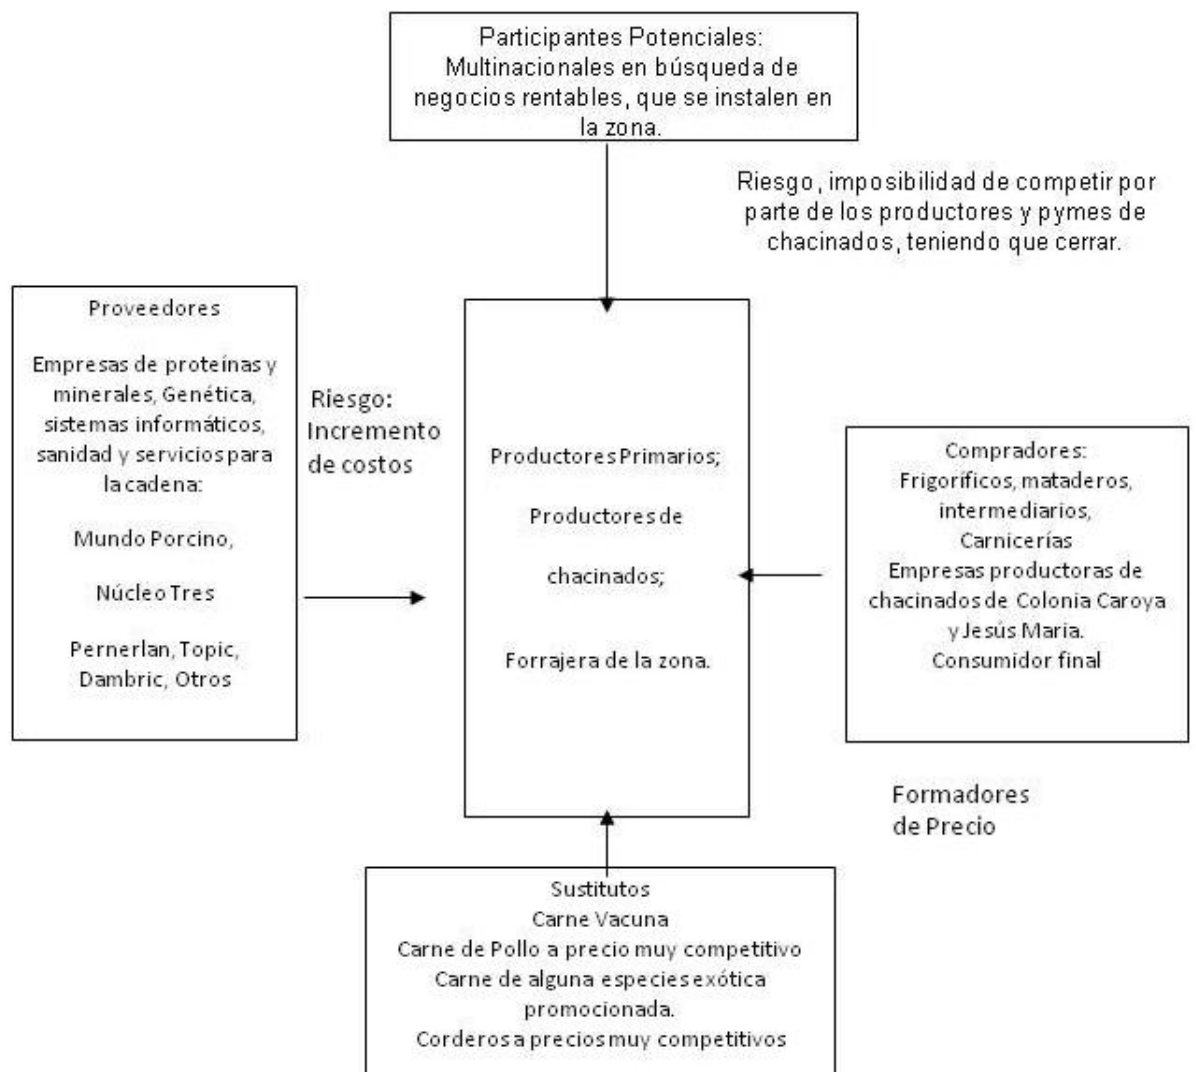 Participantes Potenciales:
Multinacionales en búsqueda de
negocios rentables, que se instalen en
la zona.
Riesgo, imposibilidad de competir por
parte de los productores y pymes de
chacinados, teniendo que cerrar.
Proveedores
Empresas de proteínas y
minerales, Genética,
sistemas informáticos,
sanidad y servicios para
la cadena:
Mundo Porcino,
Núcleo Tres
Pernerlan, Topic,
Dambric, Otros
Riesgo:
Incremento
de costos
Productores Primarios;
Productores de
chacinados;
Forrajera de la zona.
Compradores:
Frigoríficos, mataderos,
intermediarios,
Carnicerías
Empresas productoras de
chacinados de Colonia Caroya
y Jesús Maria.
Consumidor final
Formadores
de Precio
Sustitutos
Carne Vacuna
Carne de Pollo a precio muy competitivo
Carne de alguna especies exótica
promocionada.
Corderos a precios muy competitivos